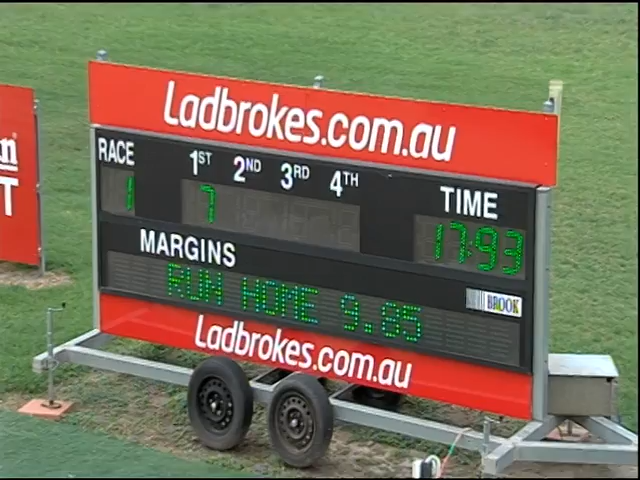 Ladbrokes.com.au
RACE 1ST 2ND 3RD 4TH TIME
1 7 17:93
MARGINS
RUN HOME 9.65
BROOK
Ladbrokes.com.au
n
T